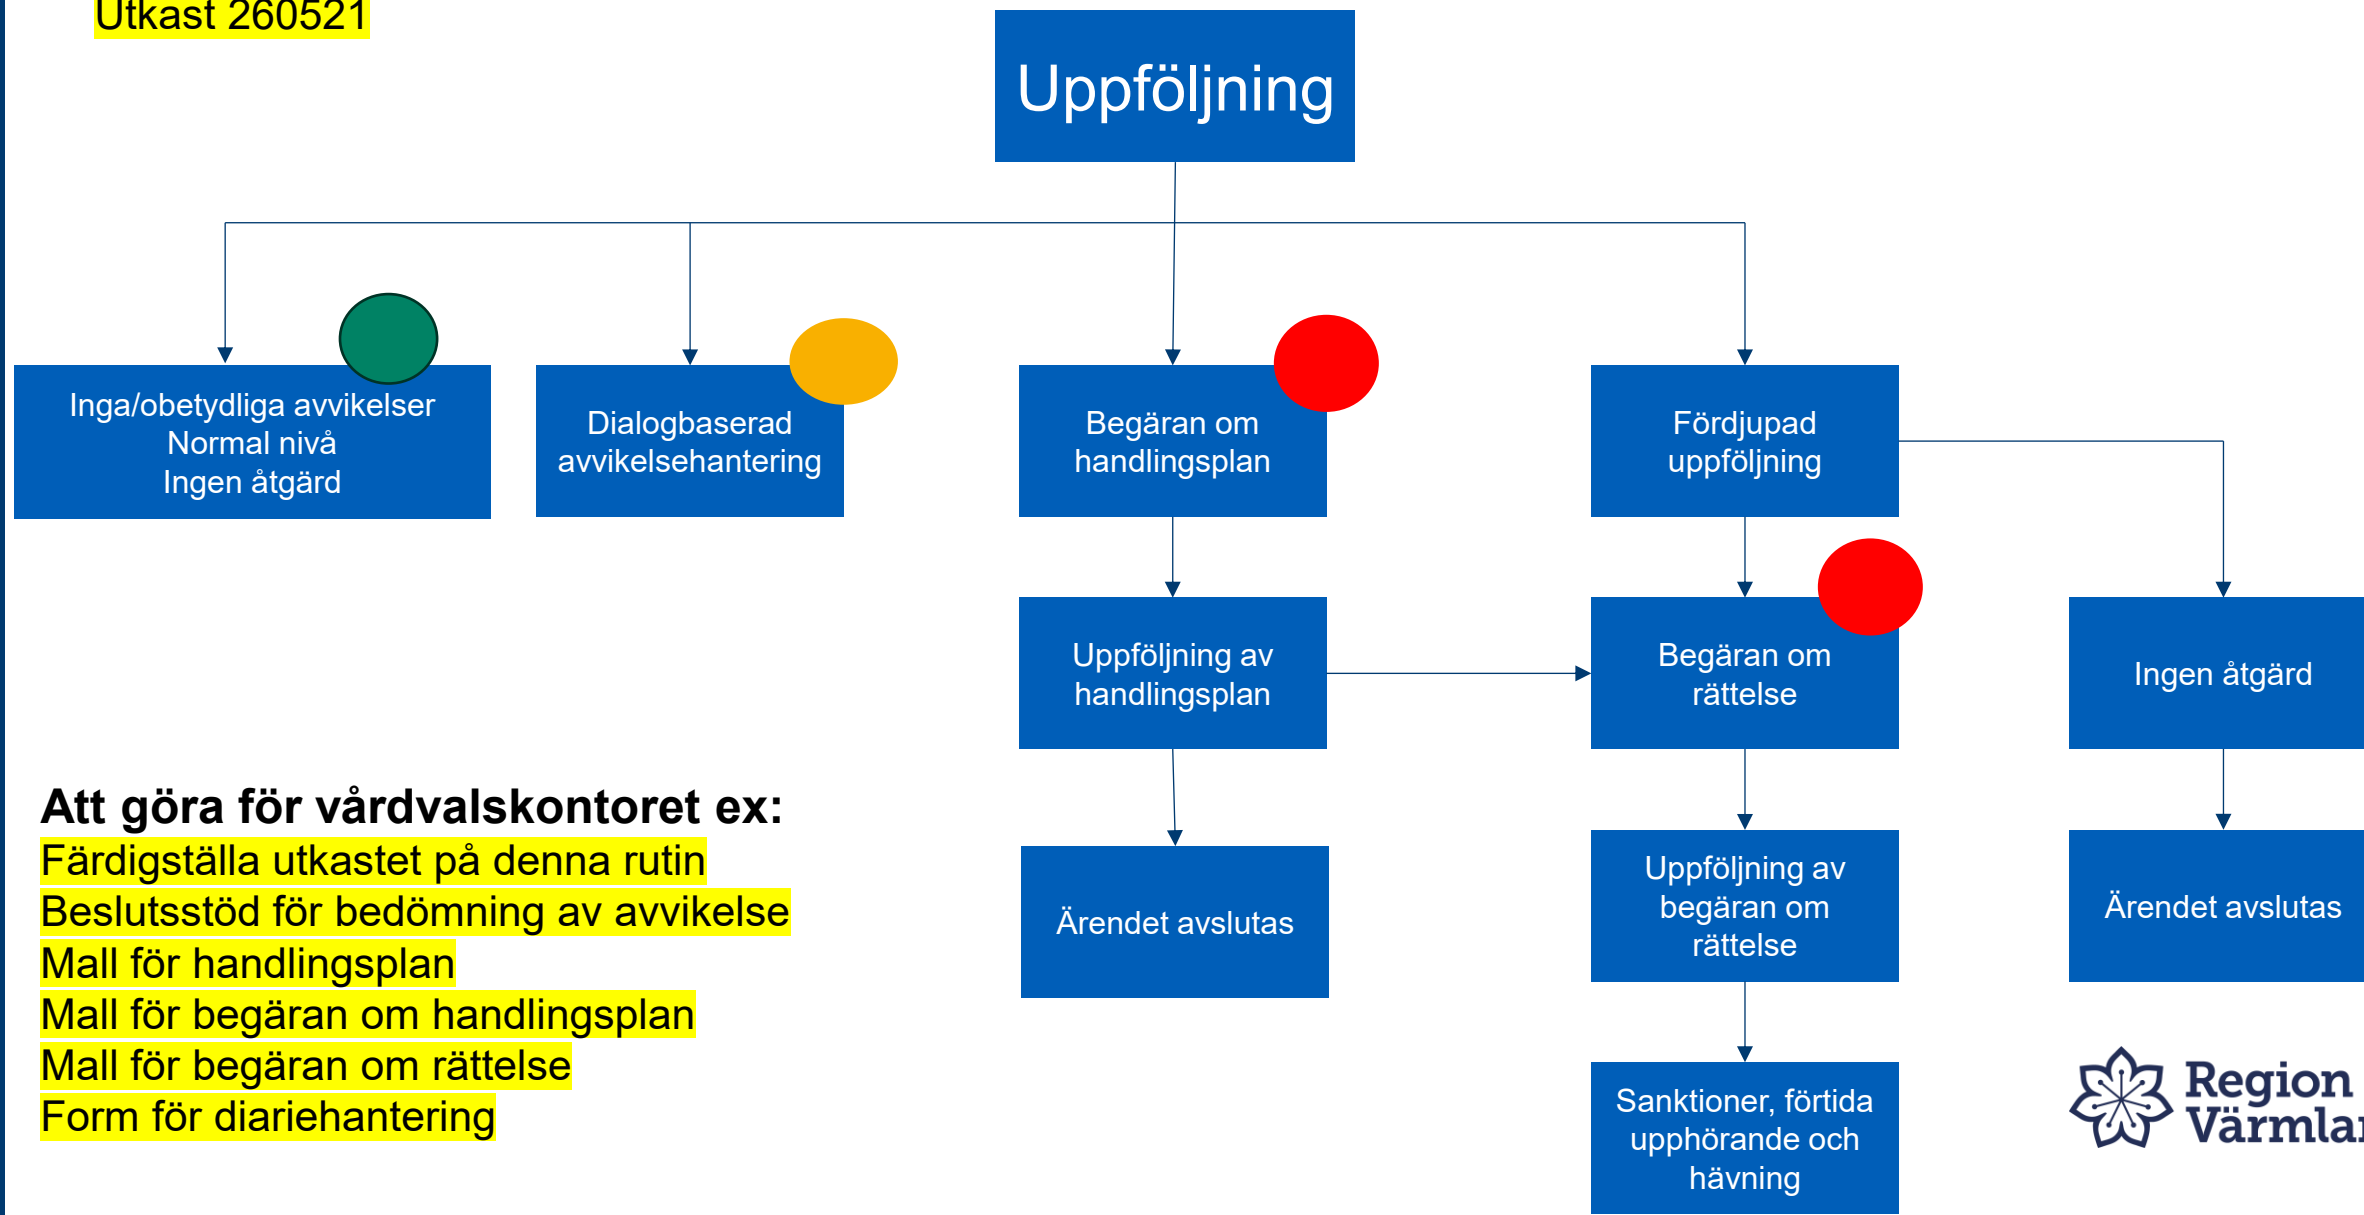 Utkast 260521
Uppföljning
Inga/obetydliga avvikelser
Normal nivå
Ingen åtgärd
Dialogbaserad
avvikelsehantering
Begäran om
handlingsplan
Fördjupad
uppföljning
Uppföljning av
handlingsplan
Begäran om
rättelse
Ingen åtgärd
Att göra för vårdvalskontoret ex:
Färdigställa utkastet på denna rutin
Beslutsstöd för bedömning av avvikelse
Mall för handlingsplan
Mall för begäran om handlingsplan
Mall för begäran om rättelse
Form för diariehantering
Ärendet avslutas
Uppföljning av
begäran om
rättelse
Ärendet avslutas
Sanktioner, förtida
upphörande och
hävning
Region